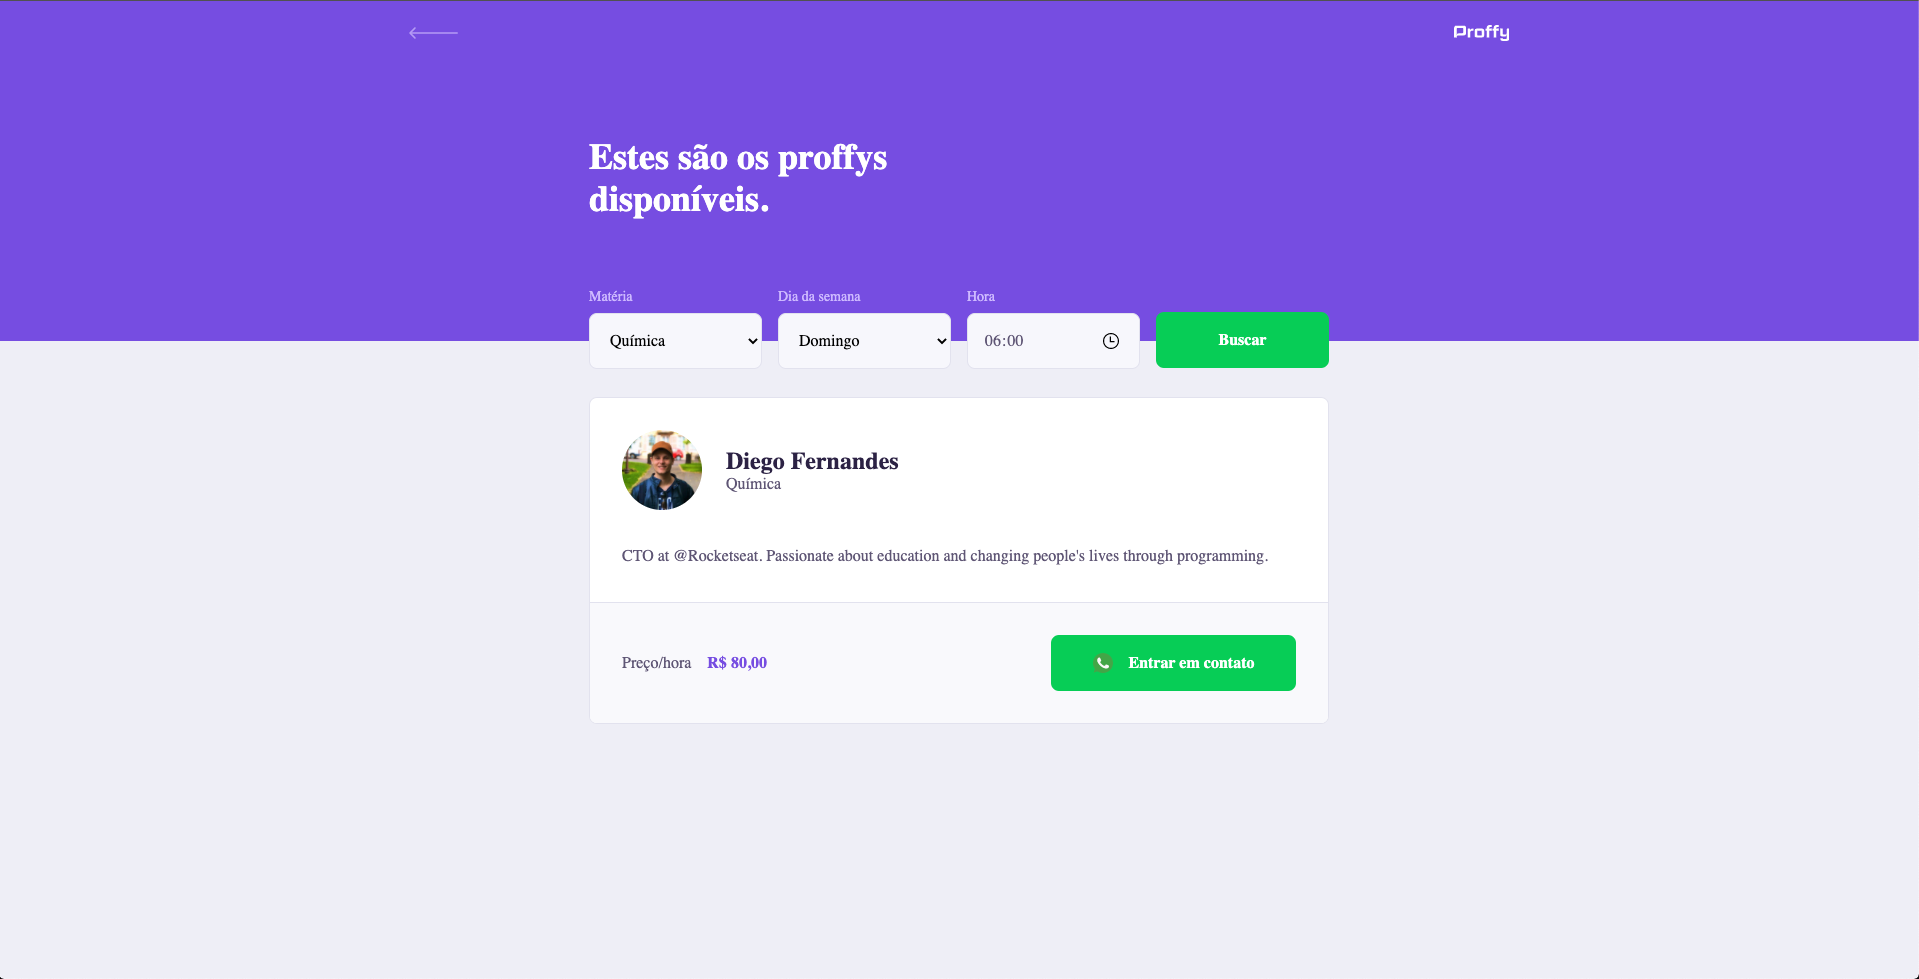 Proffy
Estes são os proffys
disponíveis.
Matéria
Dia da semana
Hora
Química
Domingo
06:00
Buscar
Diego Fernandes
Química
CTO at @Rocketseat. Passionate about education and changing people's lives through programming.
Preço/hora R$ 80,00
Entrar em contato